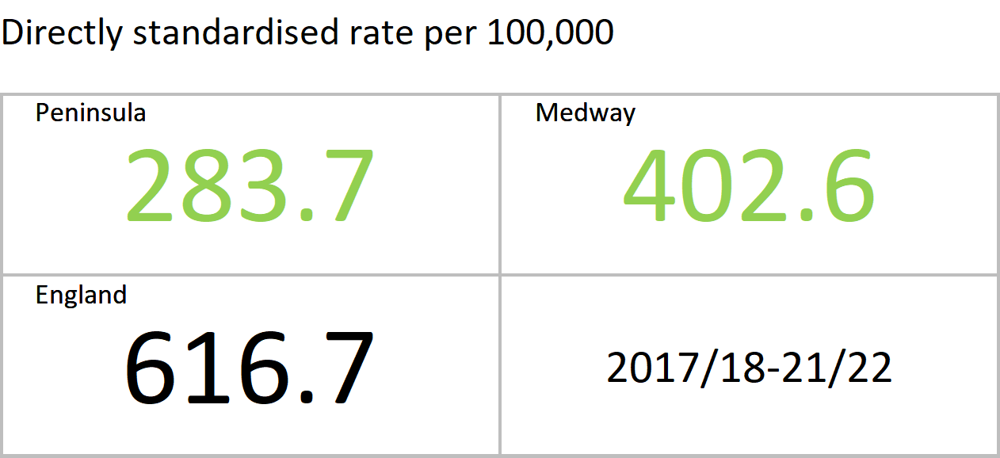 Directly standardised rate per 100,000
Peninsula
283.7
Medway
402.6
England
616.7
2017/18-21/22